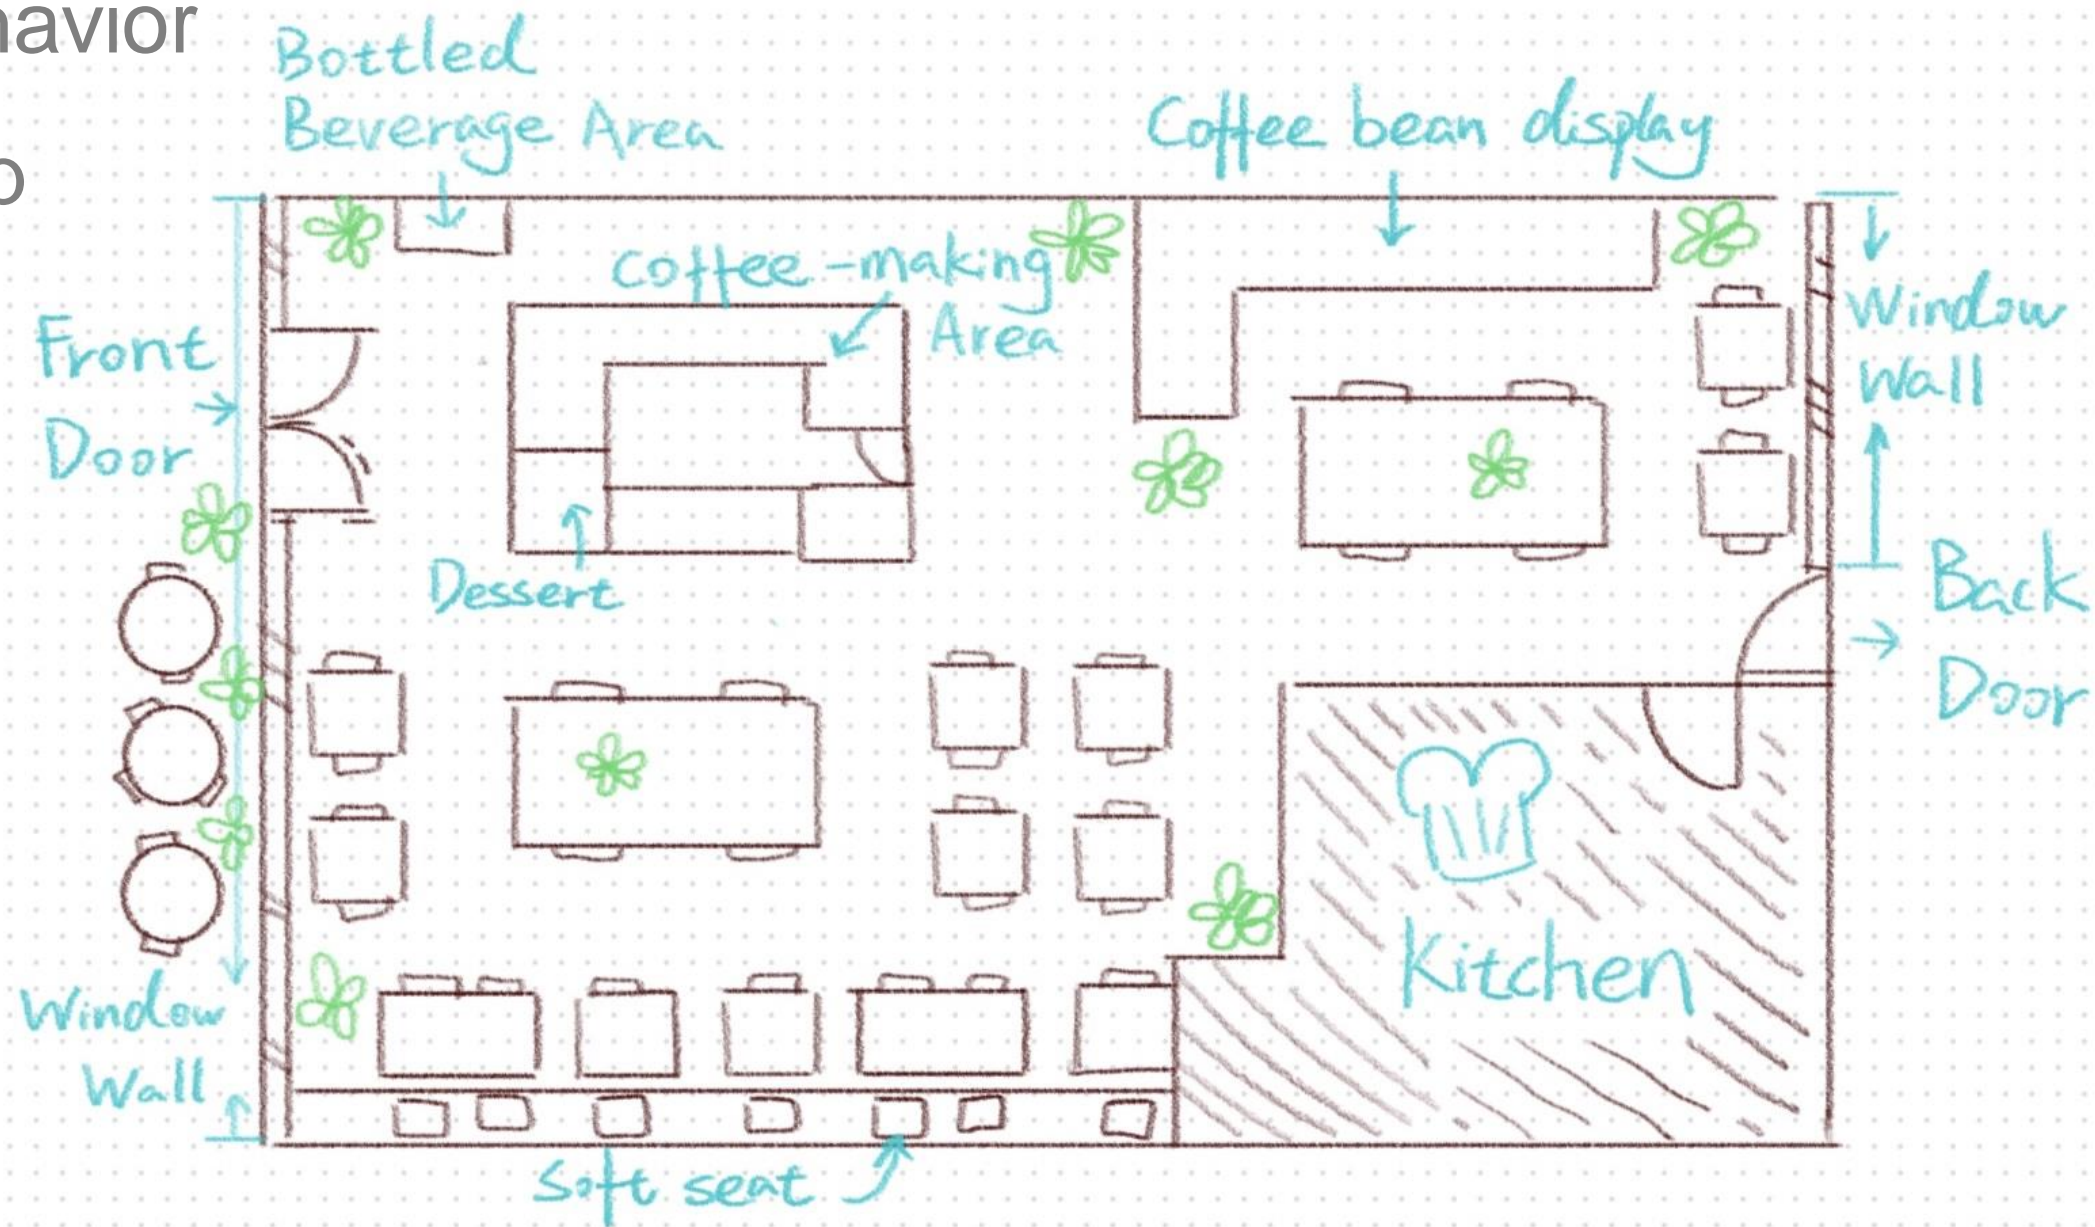 havior
o
Bottled
Beverage Area
Coffee bean display
Coffee-making
Area
Front
Door
Window
Wall
Dessert
Back
Door
Kitchen
Window
Wall
Soft seat